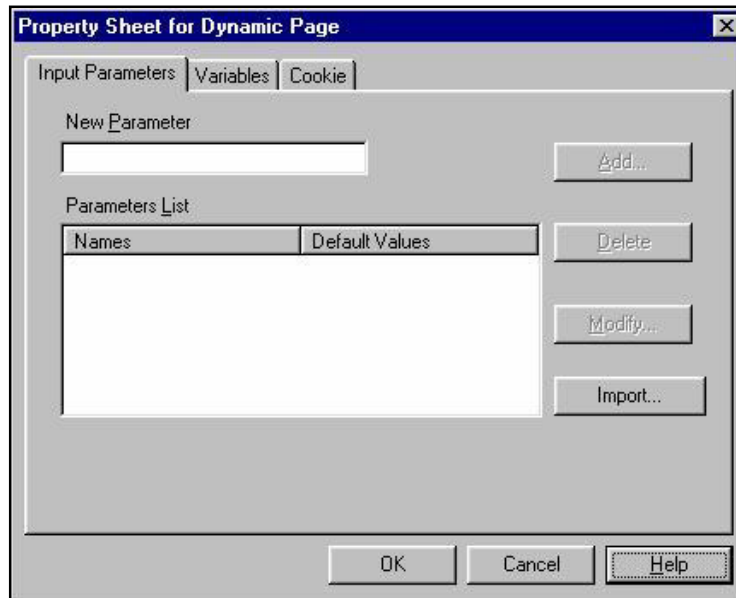 Property Sheet for Dynamic Page
Input Parameters Variables Cookie
New Parameter
Add...
Parameters List
Names Default Values
Delete
Modify...
Import...
OK Cancel Help